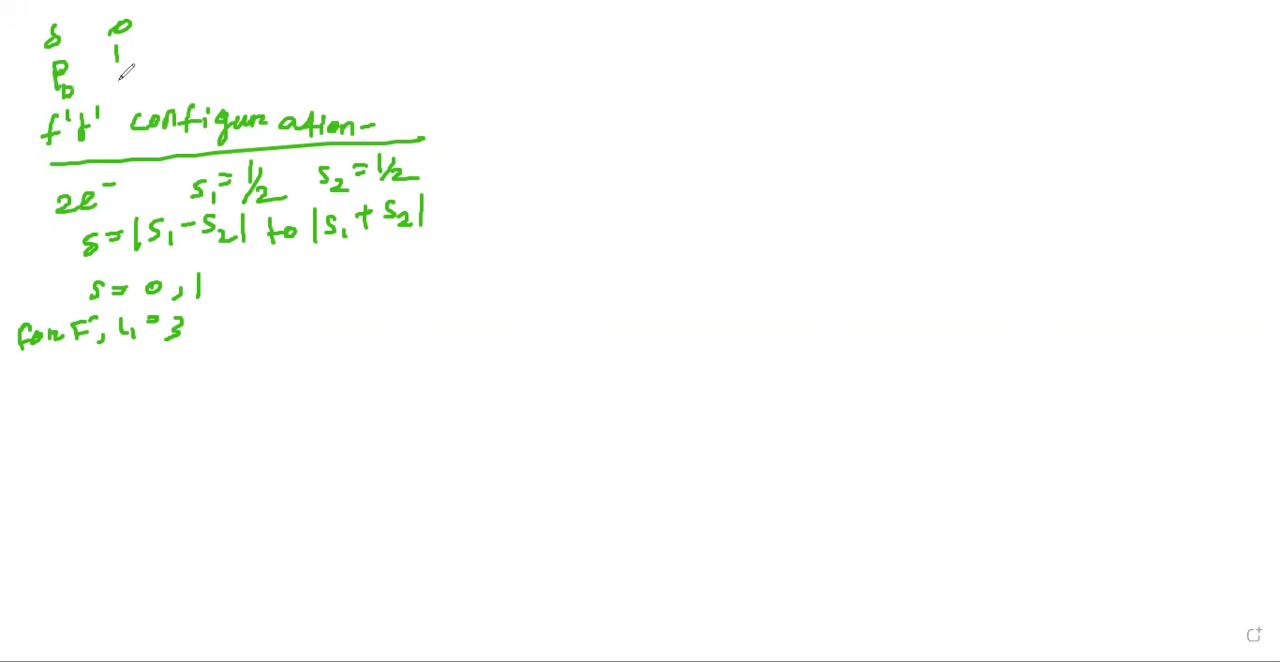 s 0
P 1
D
f¹f¹ configuration-
2e⁻ s₁ = 1/2 s₂ = 1/2
s = |s₁ - s₂| to |s₁ + s₂|
s = 0, 1
for F, L₁ = 3